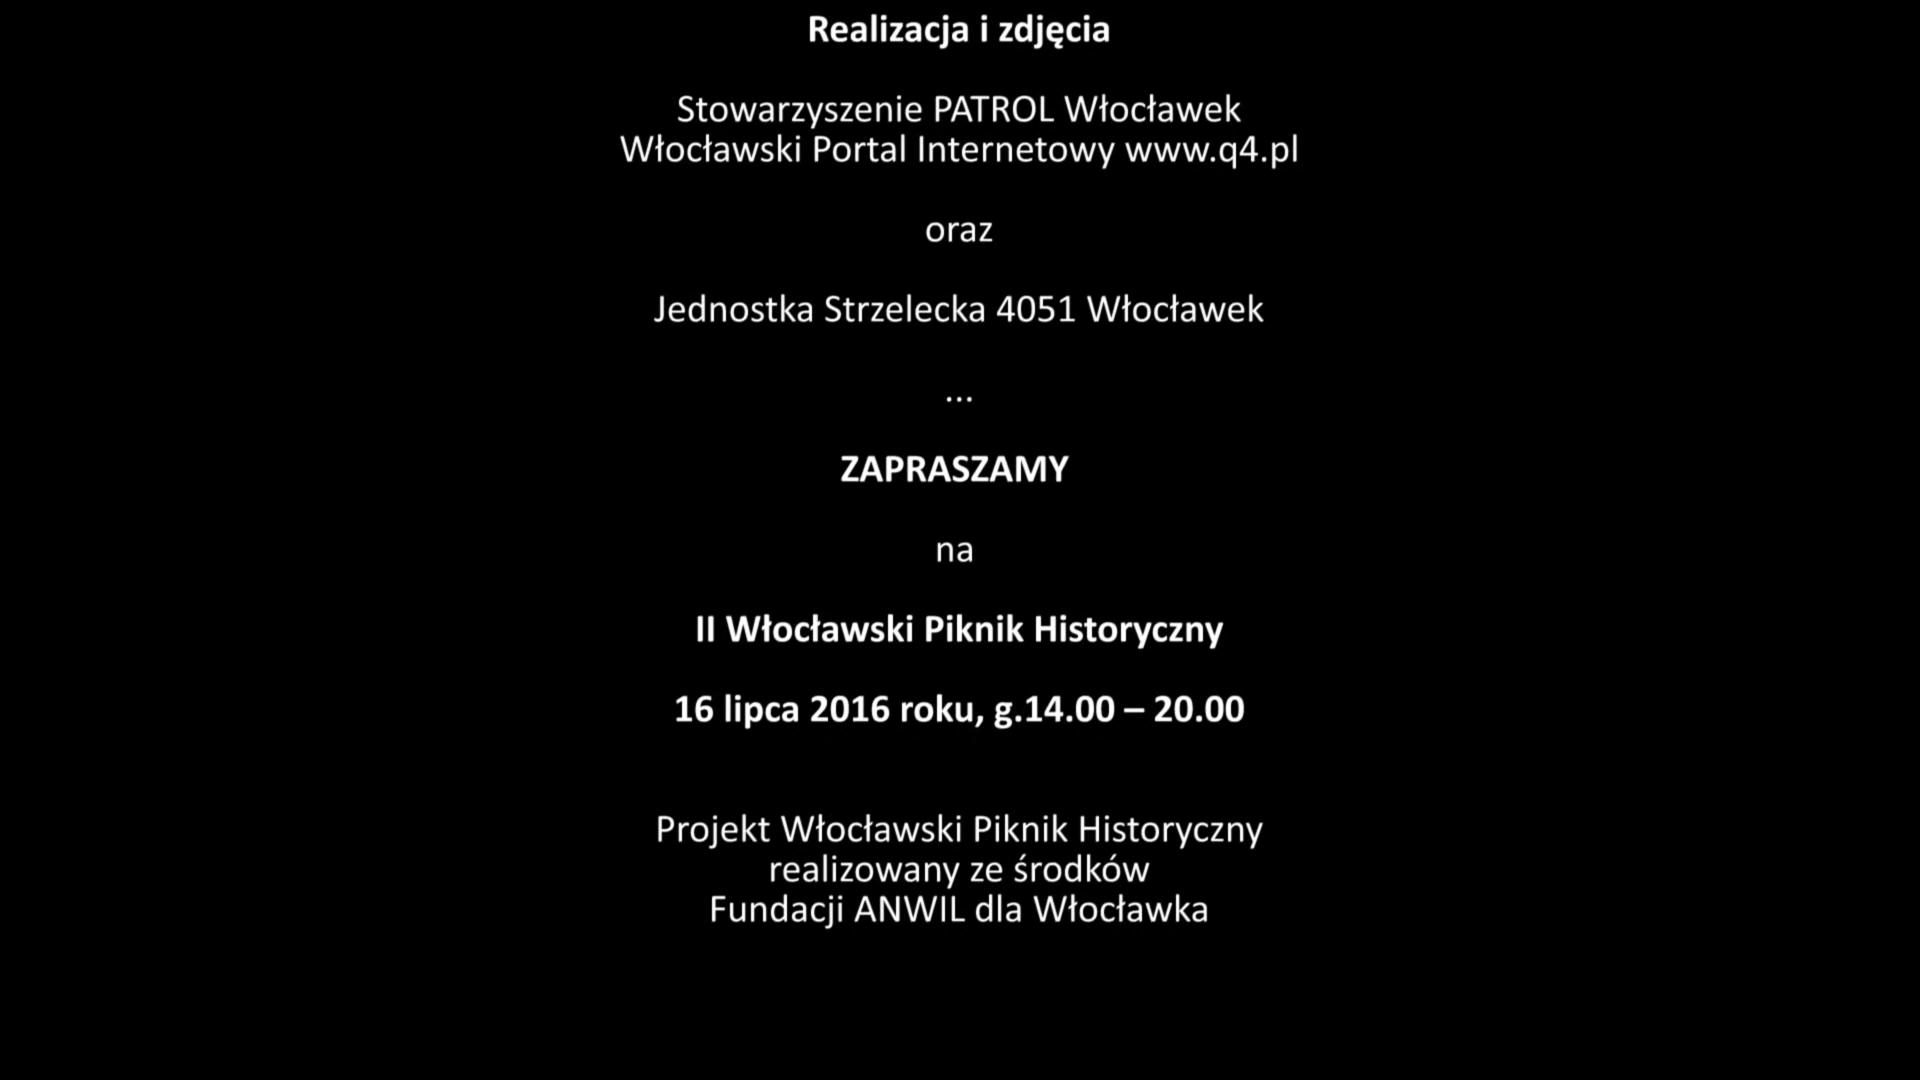 Realizacja i zdjęcia
Stowarzyszenie PATROL Włocławek
Włocławski Portal Internetowy www.q4.pl
oraz
Jednostka Strzelecka 4051 Włocławek
...
ZAPRASZAMY
na
II Włocławski Piknik Historyczny
16 lipca 2016 roku, g.14.00 – 20.00
Projekt Włocławski Piknik Historyczny
realizowany ze środków
Fundacji ANWIL dla Włocławka